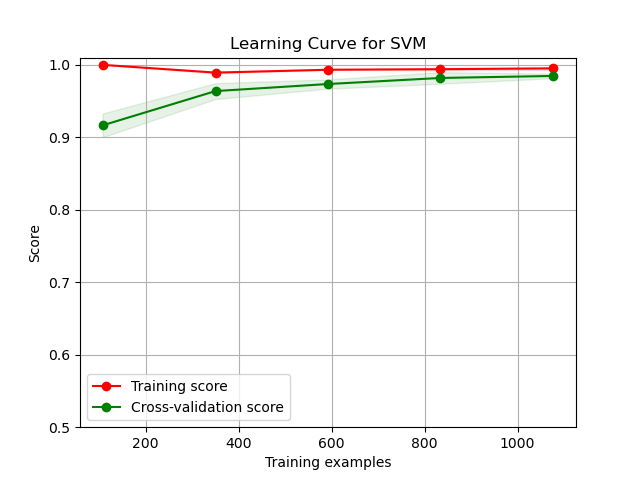 Learning Curve for SVM
1.0
0.9
0.8
0.7
0.6
0.5
Score
Training score
Cross-validation score
200 400 600 800 1000
Training examples